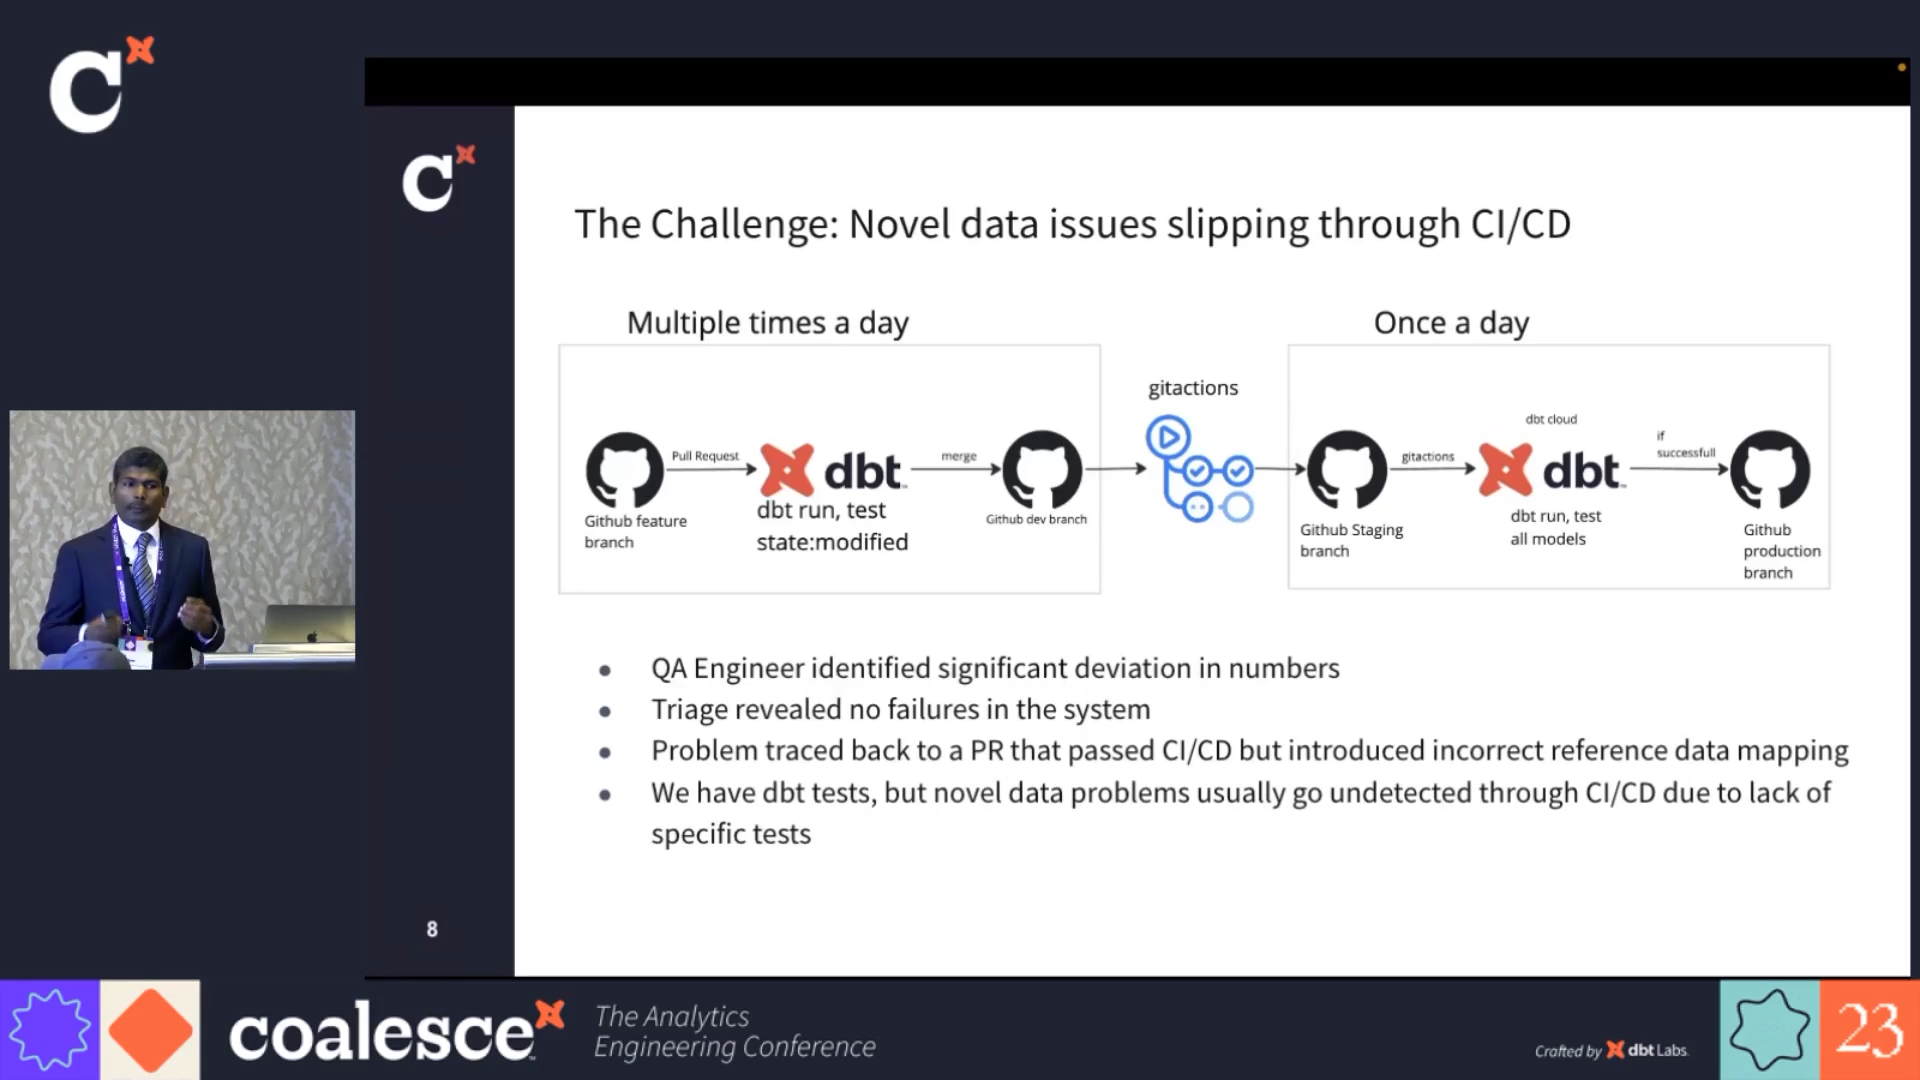 C
C
The Challenge: Novel data issues slipping through CI/CD
Multiple times a day
Once a day
gitactions
Pull Request
dbt
merge
dbt cloud
gitactions
dbt
if
successfull
Github feature
branch
dbt run, test
state:modified
Github dev branch
Github Staging
branch
dbt run, test
all models
Github
production
branch
• QA Engineer identified significant deviation in numbers
• Triage revealed no failures in the system
• Problem traced back to a PR that passed CI/CD but introduced incorrect reference data mapping
• We have dbt tests, but novel data problems usually go undetected through CI/CD due to lack of
specific tests
8
coalesce
The Analytics
Engineering Conference
Crafted by dbt Labs
23